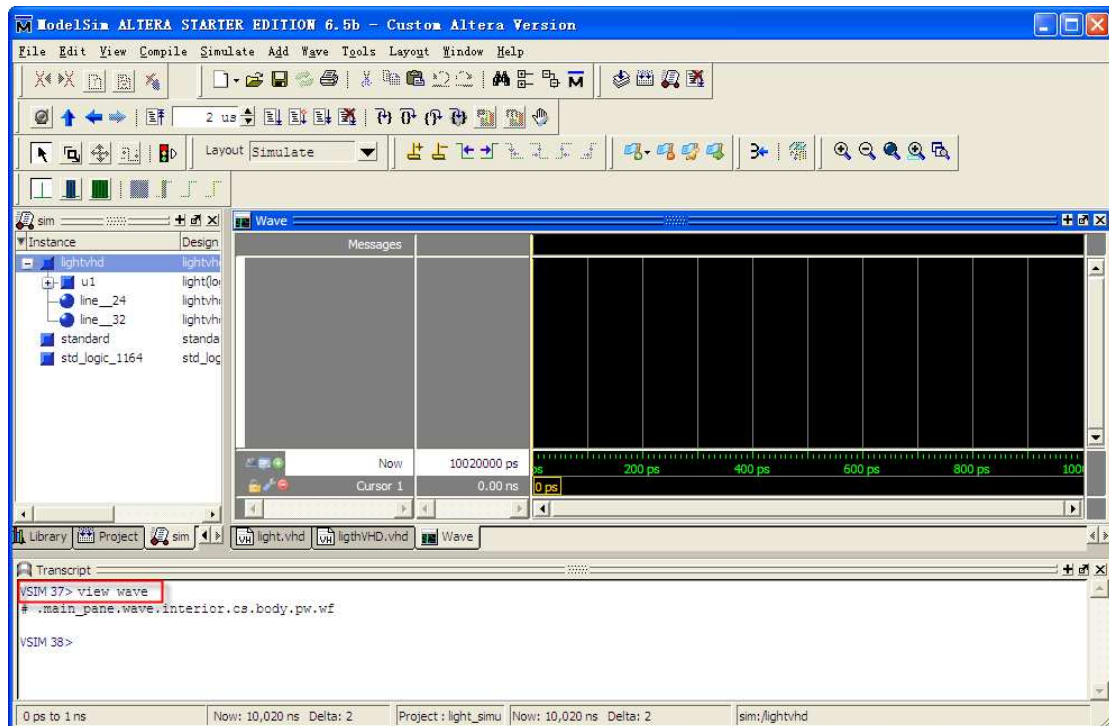 ModelSim ALTERA STARTER EDITION 6.5b - Custom Altera Version
File Edit View Compile Simulate Add Wave Tools Layout Window Help
2 us
Layout Simulate
sim
Wave
Instance Design
Messages
lightvhd lightvh
u1 light(lo
line__24 lightvh
line__32 lightvh
standard standa
std_logic_1164 std_log
Now 10020000 ps
ps 200 ps 400 ps 600 ps 800 ps 100
Cursor 1 0.00 ns 0 ps
Library Project sim light.vhd ligthVHD.vhd Wave
Transcript
VSIM 37> view wave
# .main_pane.wave.interior.cs.body.pw.wf
VSIM 38>
0 ps to 1 ns Now: 10,020 ns Delta: 2 Project : light_simu Now: 10,020 ns Delta: 2 sim:/lightvhd